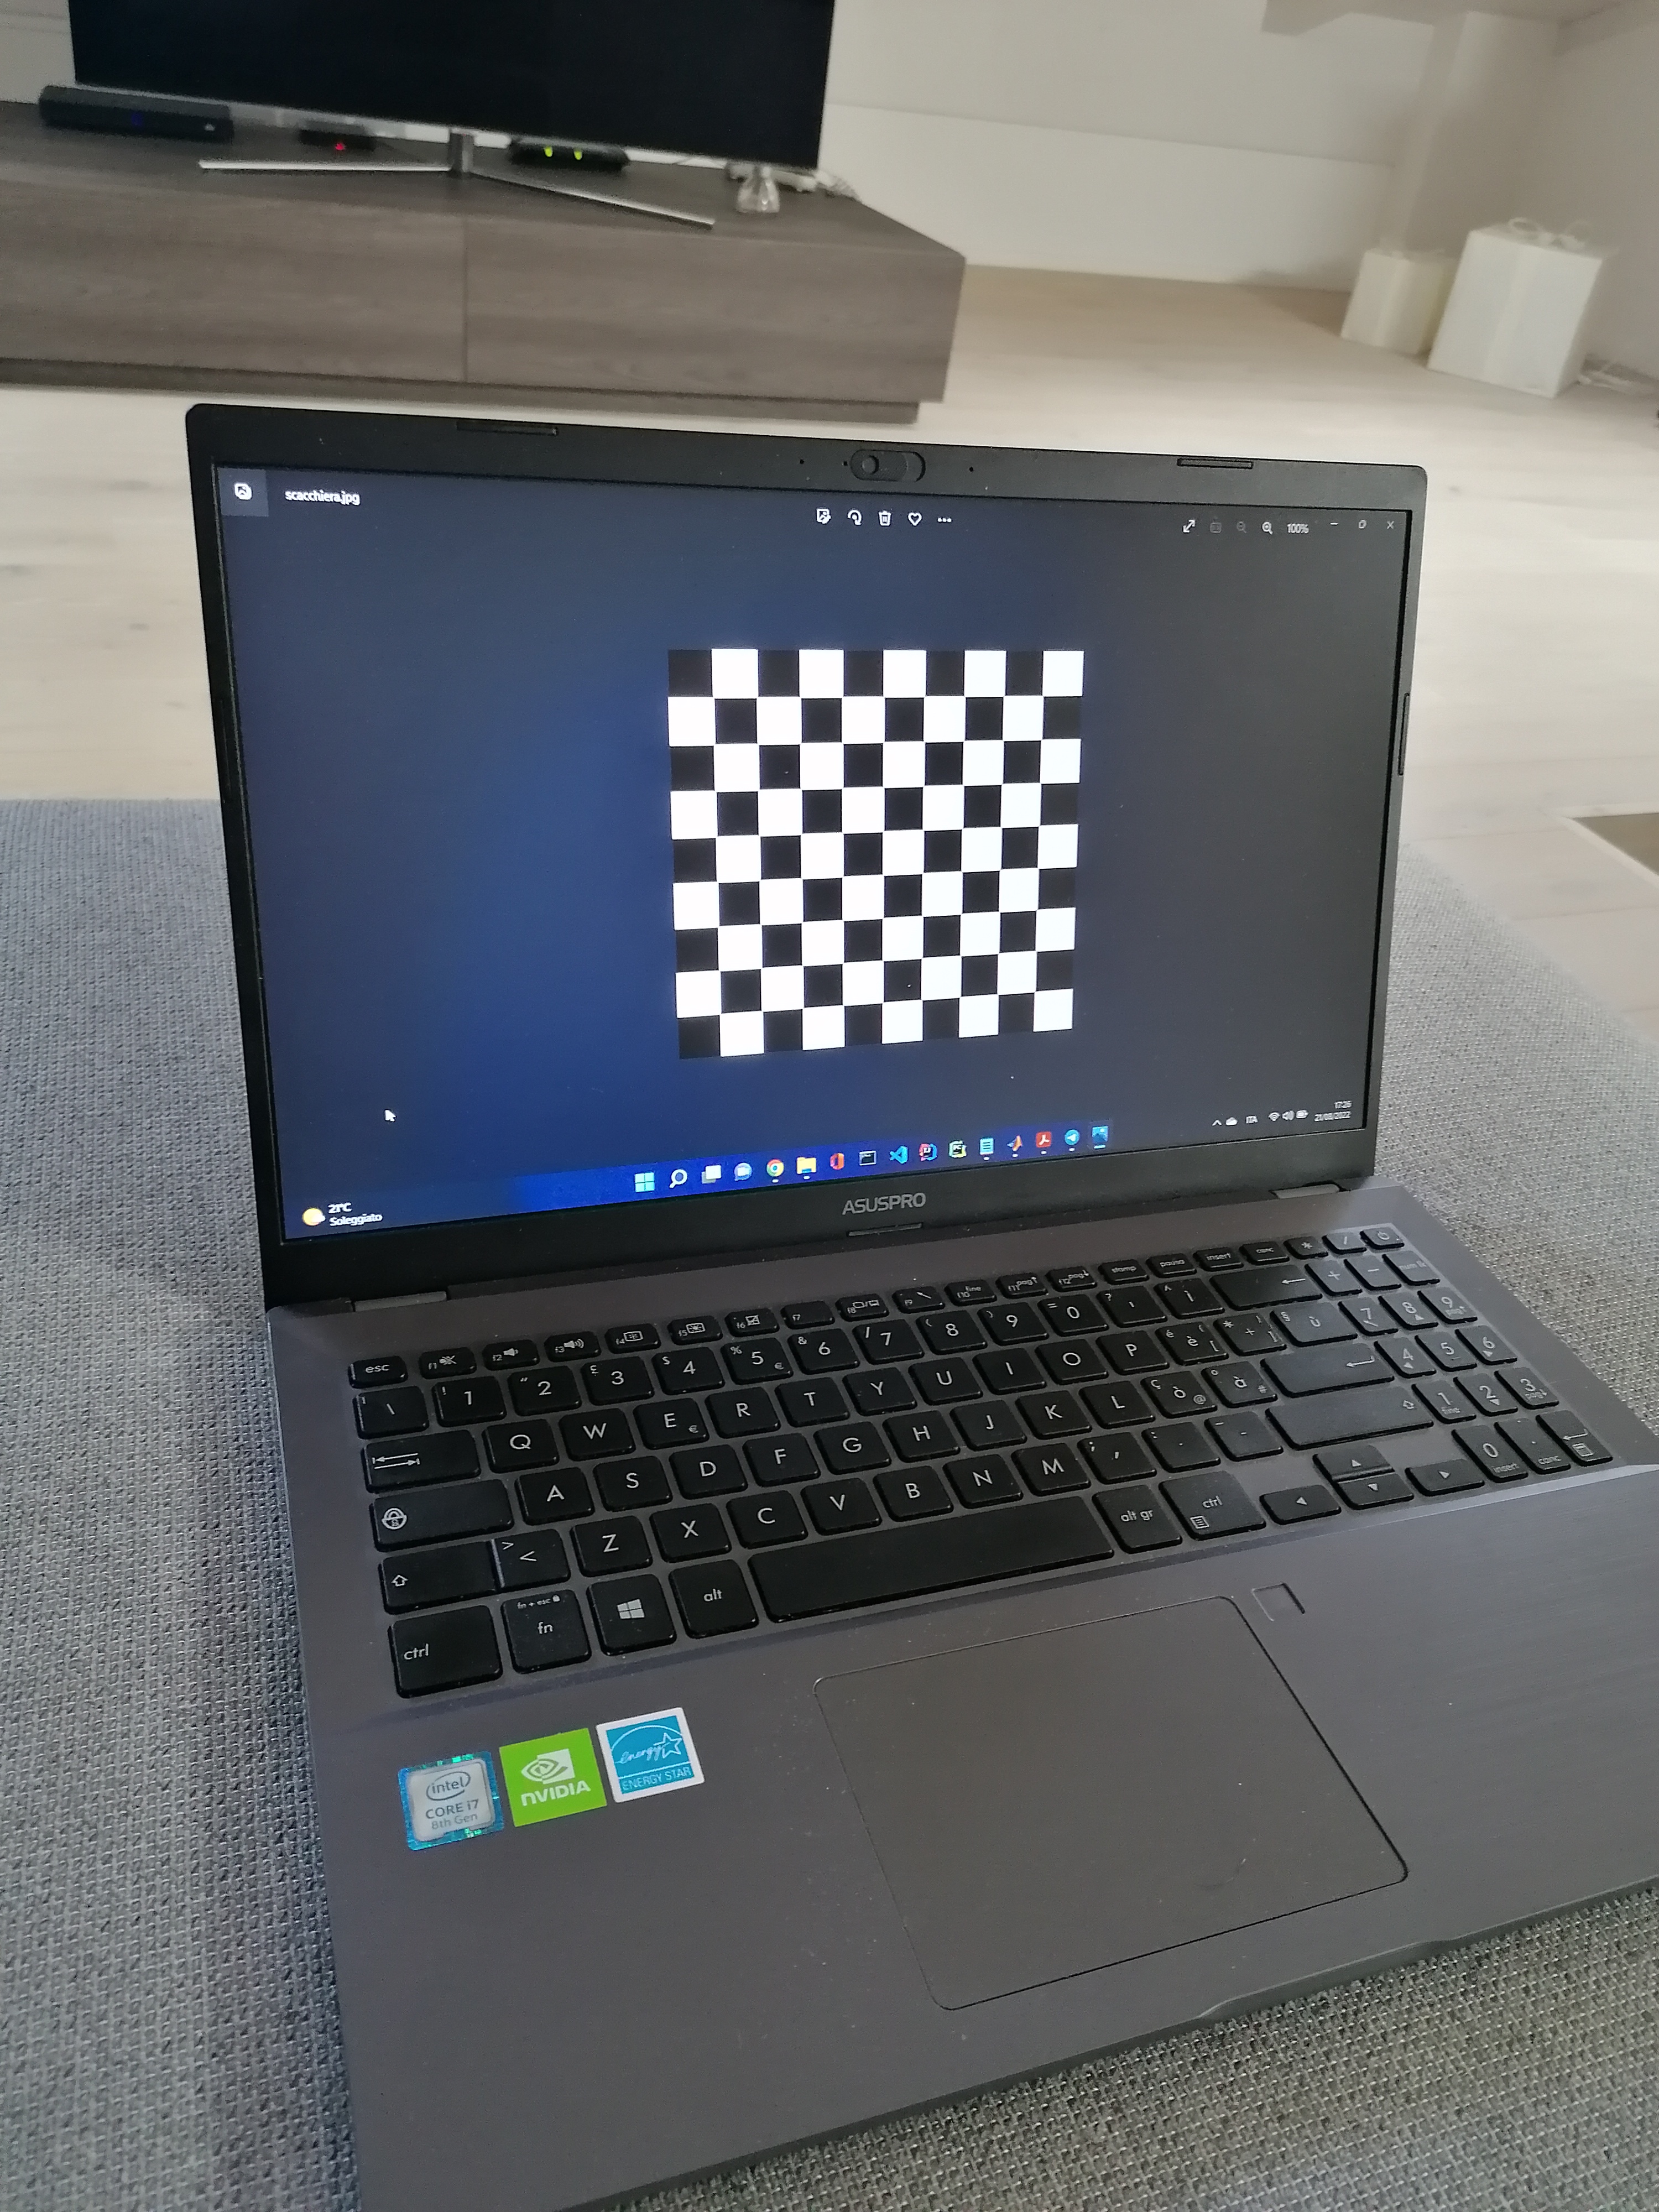 scacchiera.jpg
100%
17:26
ITA
21/08/2022
21°C
Soleggiato
ASUSPRO
esc f1 f2 f3 f4 f5 f6 f7 f8 f9 f10 fine f11 pag f12 pag stamp pausa insert canc * /
\ | ! 1 " 2 £ 3 $ 4 % 5 € & 6 / 7 ( 8 ) 9 = 0 ? ' ^ ì + -
Q W E € R T Y U I O P é è [ * + ] § ù 7 8 9
A S D F G H J K L ç ò @ ° à # 4 5 6
> < Z X C V B N M ; , : . _ - 1 fine 2 3 pag
ctrl fn + esc fn alt alt gr ctrl 0 insert . canc
intel
CORE i7
8th Gen
NVIDIA
energy
ENERGY STAR